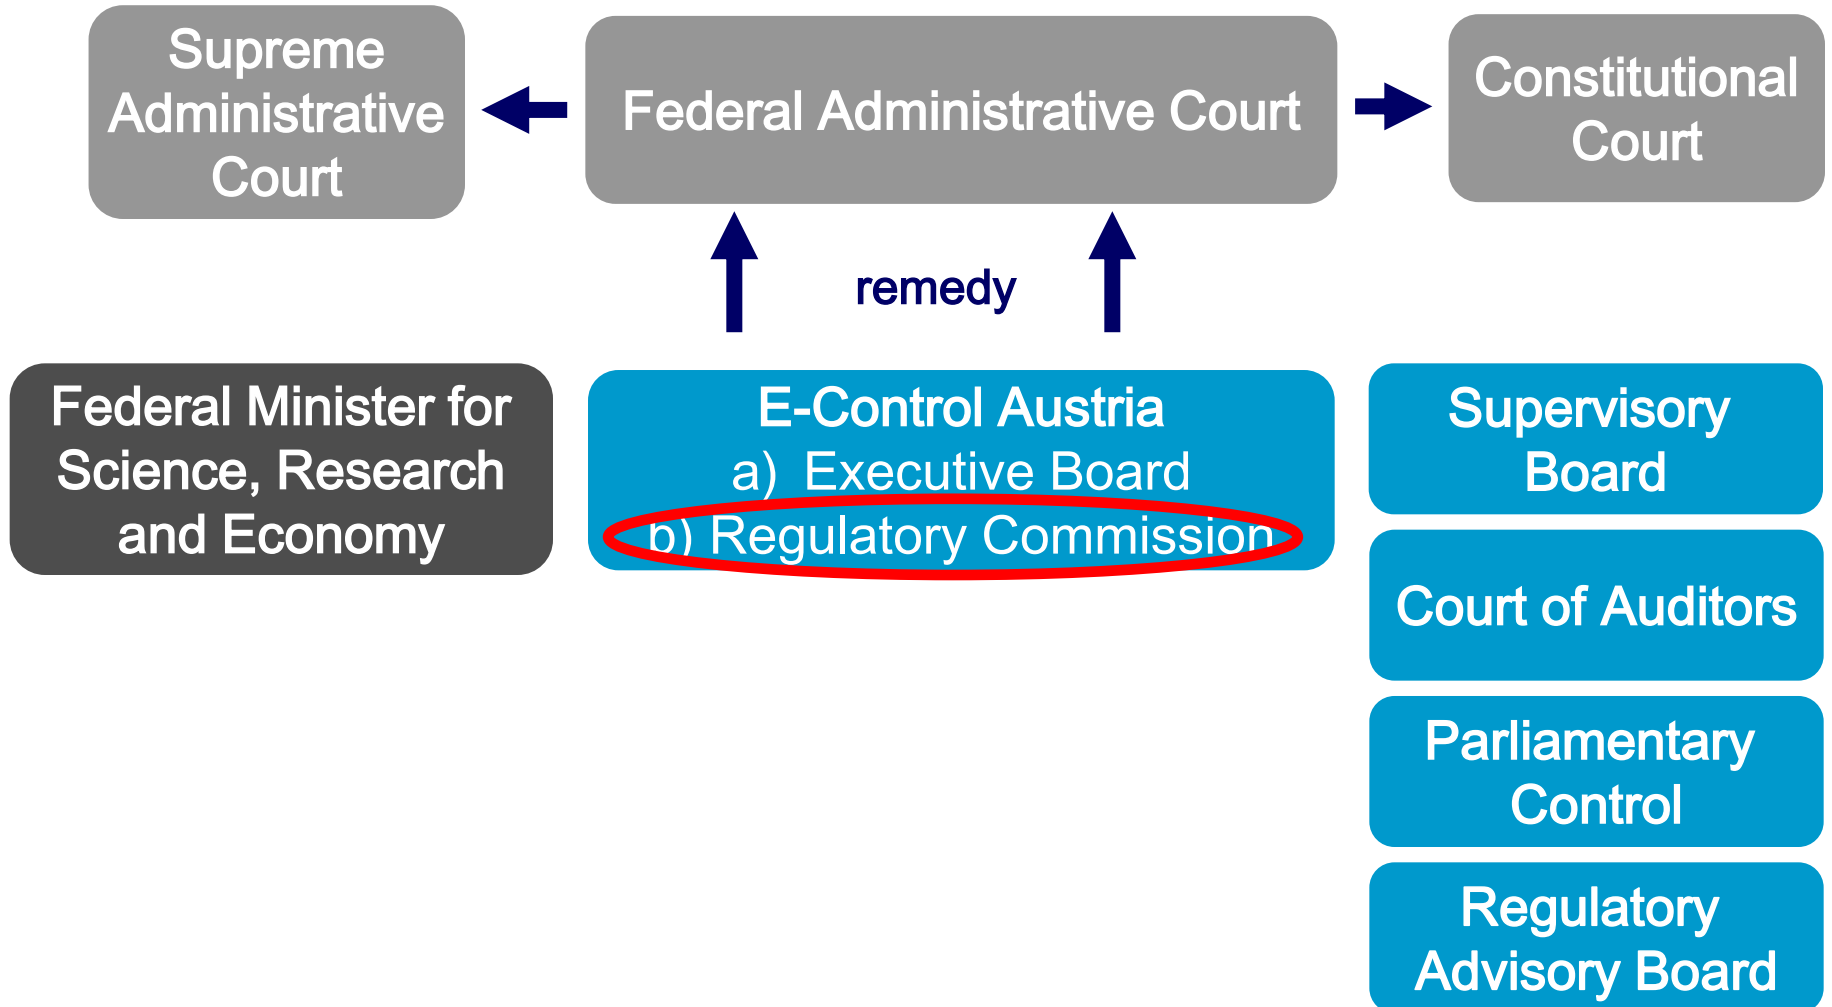 Supreme
Administrative
Court
Federal Administrative Court
Constitutional
Court
remedy
Federal Minister for
Science, Research
and Economy
E-Control Austria
a) Executive Board
b) Regulatory Commission
Supervisory
Board
Court of Auditors
Parliamentary
Control
Regulatory
Advisory Board